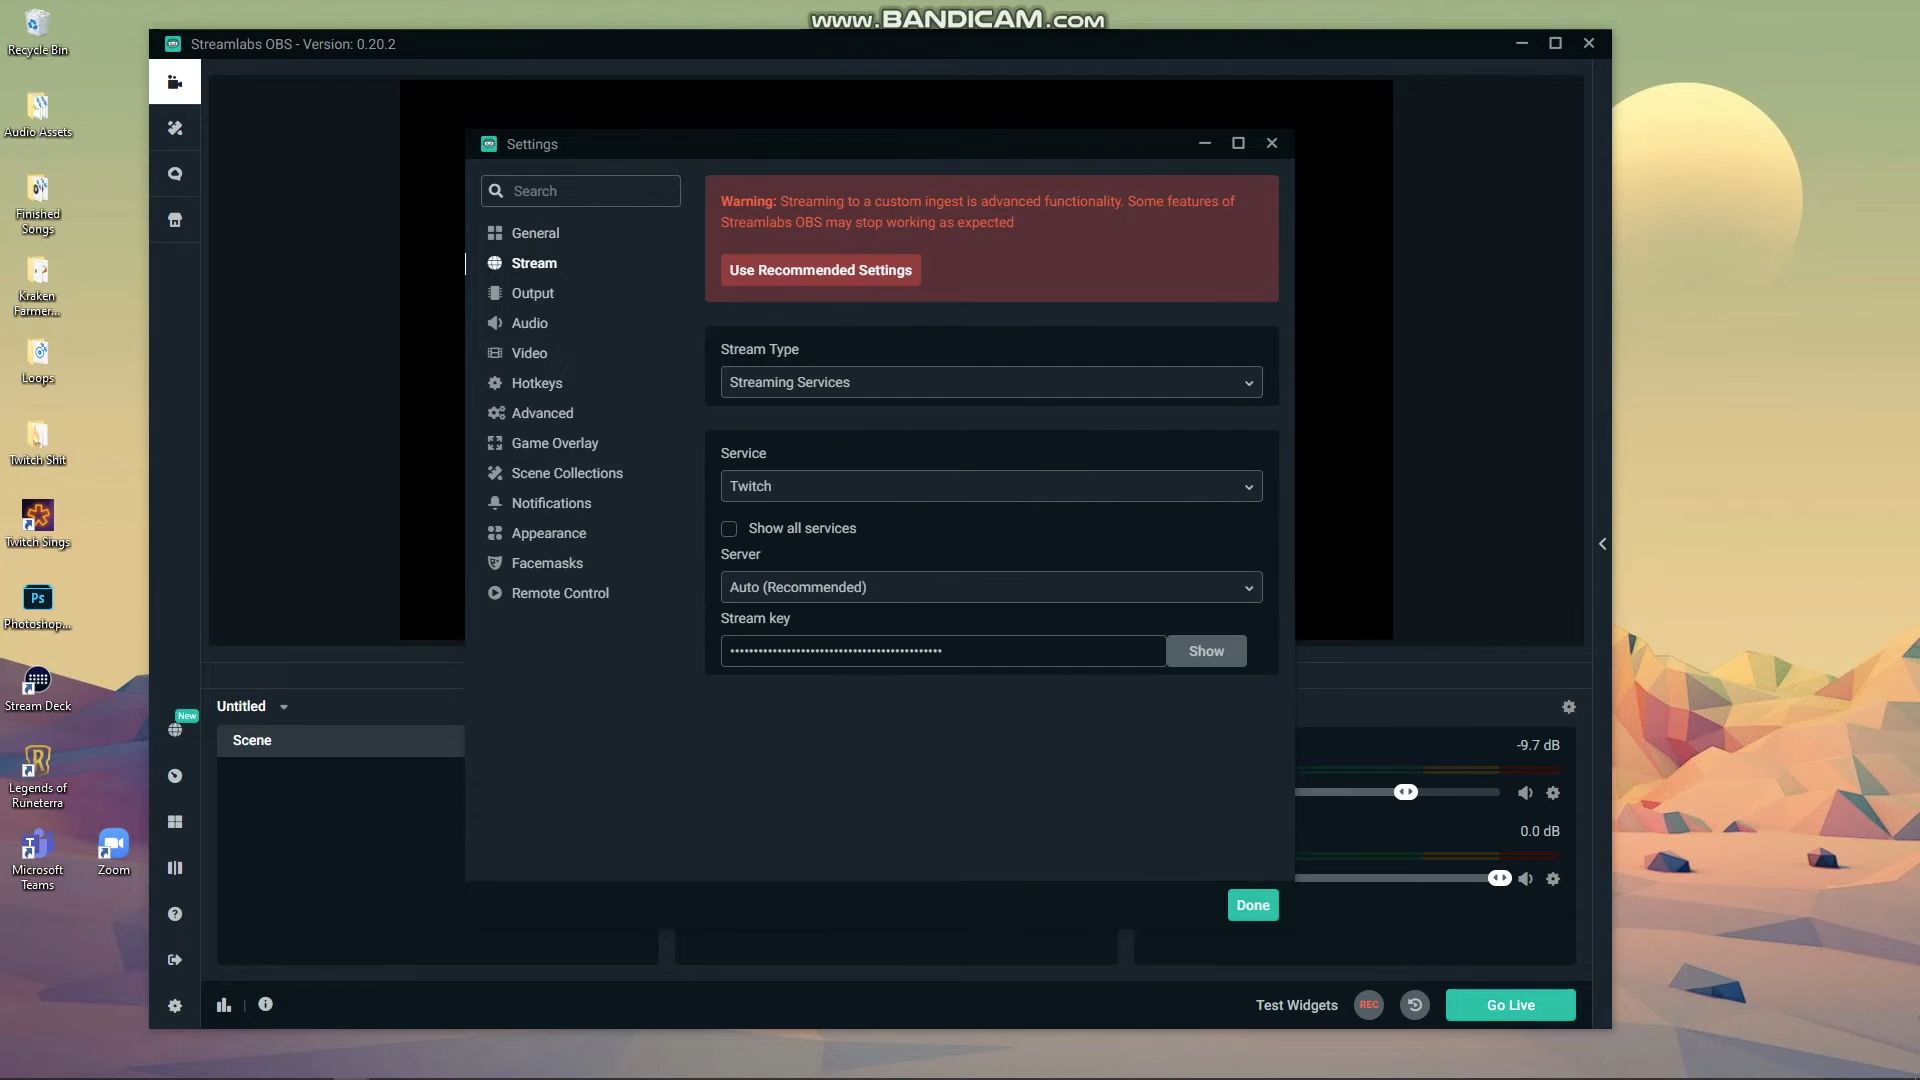 www.BANDICAM.COM
Recycle Bin
Audio Assets
Finished
Songs
Kraken
Farmer...
Loops
Twitch Shit
Twitch Sings
Ps
Photoshop...
Stream Deck
Legends of
Runeterra
Microsoft
Teams
Zoom
Streamlabs OBS - Version: 0.20.2
Settings
Search
General
Stream
Output
Audio
Video
Hotkeys
Advanced
Game Overlay
Scene Collections
Notifications
Appearance
Facemasks
Remote Control
Warning: Streaming to a custom ingest is advanced functionality. Some features of
Streamlabs OBS may stop working as expected
Use Recommended Settings
Stream Type
Streaming Services
Service
Twitch
Show all services
Server
Auto (Recommended)
Stream key
Show
Done
New
Untitled
Scene
-9.7 dB
0.0 dB
Test Widgets
REC
Go Live